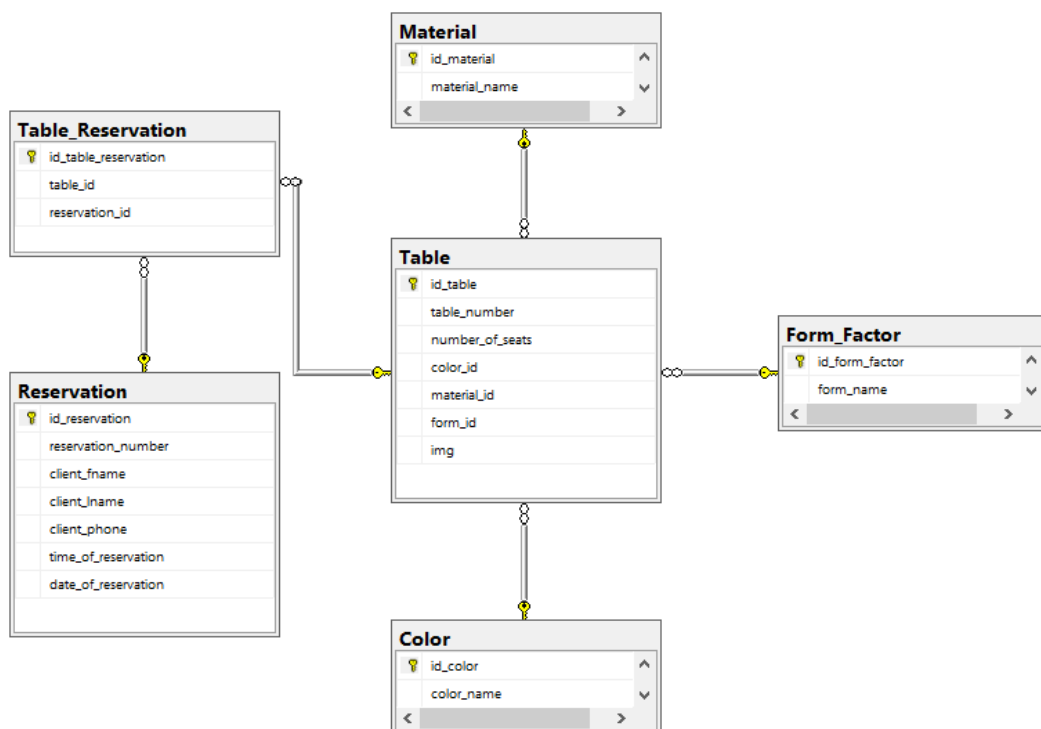 Material
id_material
material_name
Table_Reservation
id_table_reservation
table_id
reservation_id
Table
id_table
table_number
number_of_seats
color_id
material_id
form_id
img
Form_Factor
id_form_factor
form_name
Reservation
id_reservation
reservation_number
client_fname
client_lname
client_phone
time_of_reservation
date_of_reservation
Color
id_color
color_name